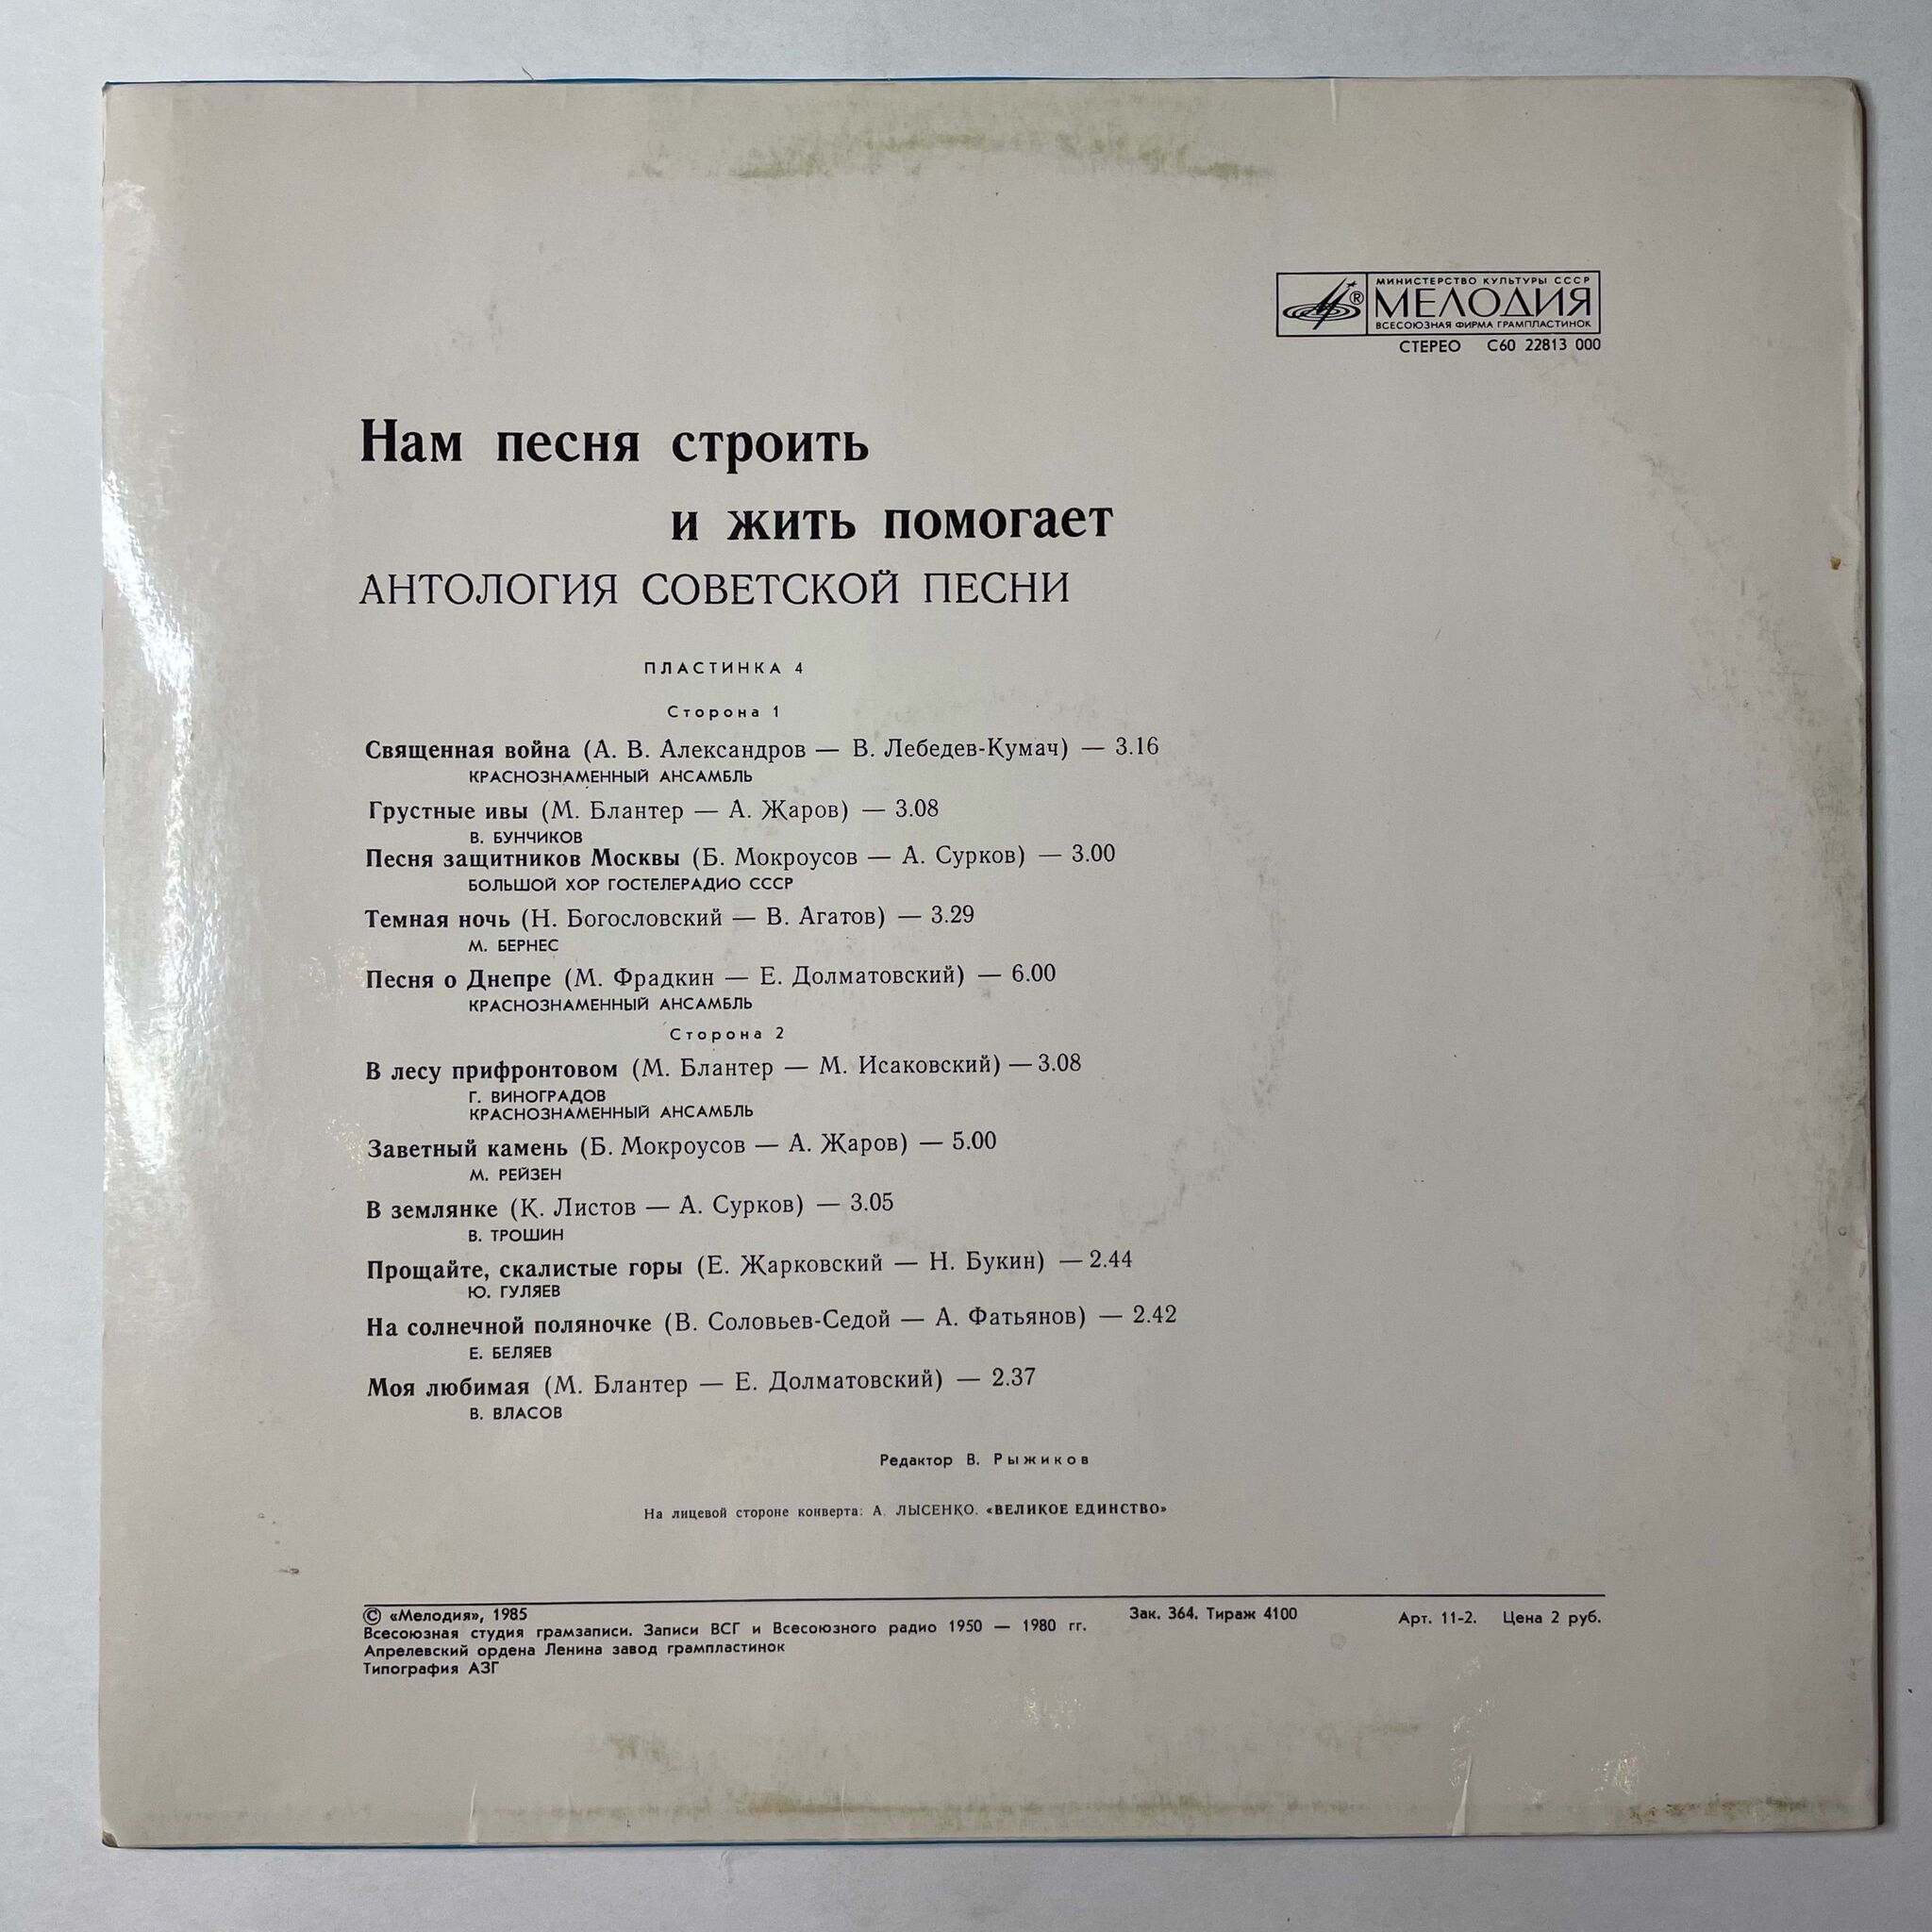 МИНИСТЕРСТВО КУЛЬТУРЫ СССР
МЕЛОДИЯ
ВСЕСОЮЗНАЯ ФИРМА ГРАМПЛАСТИНОК
СТЕРЕО С60 22813 000
Нам песня строить
и жить помогает
АНТОЛОГИЯ СОВЕТСКОЙ ПЕСНИ
ПЛАСТИНКА 4
Сторона 1
Священная война (А. В. Александров — В. Лебедев-Кумач) — 3.16
КРАСНОЗНАМЕННЫЙ АНСАМБЛЬ
Грустные ивы (М. Блантер — А. Жаров) — 3.08
В. БУНЧИКОВ
Песня защитников Москвы (Б. Мокроусов — А. Сурков) — 3.00
БОЛЬШОЙ ХОР ГОСТЕЛЕРАДИО СССР
Темная ночь (Н. Богословский — В. Агатов) — 3.29
М. БЕРНЕС
Песня о Днепре (М. Фрадкин — Е. Долматовский) — 6.00
КРАСНОЗНАМЕННЫЙ АНСАМБЛЬ
Сторона 2
В лесу прифронтовом (М. Блантер — М. Исаковский) — 3.08
Г. ВИНОГРАДОВ
КРАСНОЗНАМЕННЫЙ АНСАМБЛЬ
Заветный камень (Б. Мокроусов — А. Жаров) — 5.00
М. РЕЙЗЕН
В землянке (К. Листов — А. Сурков) — 3.05
В. ТРОШИН
Прощайте, скалистые горы (Е. Жарковский — Н. Букин) — 2.44
Ю. ГУЛЯЕВ
На солнечной поляночке (В. Соловьев-Седой — А. Фатьянов) — 2.42
Е. БЕЛЯЕВ
Моя любимая (М. Блантер — Е. Долматовский) — 2.37
В. ВЛАСОВ
Редактор В. Рыжиков
На лицевой стороне конверта: А. ЛЫСЕНКО. «ВЕЛИКОЕ ЕДИНСТВО»
© «Мелодия», 1985 Зак. 364. Тираж 4100 Арт. 11-2. Цена 2 руб.
Всесоюзная студия грамзаписи. Записи ВСГ и Всесоюзного радио 1950 — 1980 гг.
Апрелевский ордена Ленина завод грампластинок
Типография АЗГ